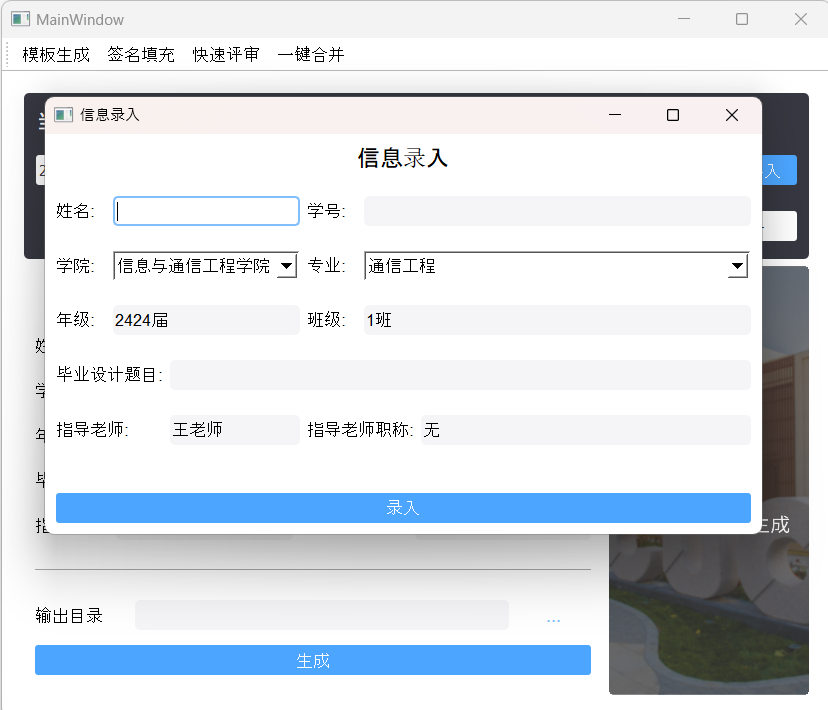 MainWindow
模板生成 签名填充 快速评审 一键合并
信息录入
信息录入
姓名: 学号:
学院: 信息与通信工程学院 专业: 通信工程
年级: 2424届 班级: 1班
毕业设计题目:
指导老师: 王老师 指导老师职称: 无
录入
入
生成
输出目录 ...
生成